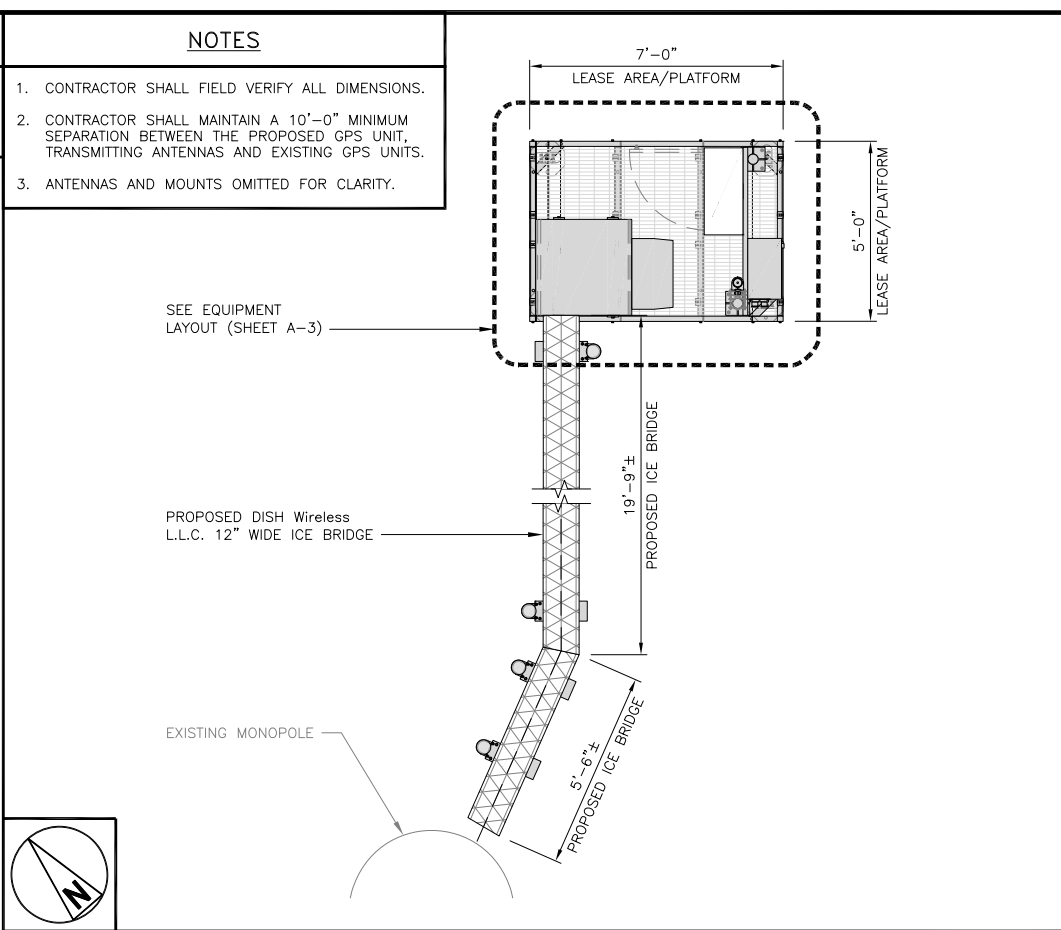 NOTES
1. CONTRACTOR SHALL FIELD VERIFY ALL DIMENSIONS.
2. CONTRACTOR SHALL MAINTAIN A 10'-0" MINIMUM
SEPARATION BETWEEN THE PROPOSED GPS UNIT,
TRANSMITTING ANTENNAS AND EXISTING GPS UNITS.
3. ANTENNAS AND MOUNTS OMITTED FOR CLARITY.
7'-0"
LEASE AREA/PLATFORM
5'-0"
LEASE AREA/PLATFORM
SEE EQUIPMENT
LAYOUT (SHEET A-3)
19'-9"±
PROPOSED ICE BRIDGE
PROPOSED DISH Wireless
L.L.C. 12" WIDE ICE BRIDGE
5'-6"±
PROPOSED ICE BRIDGE
EXISTING MONOPOLE
N